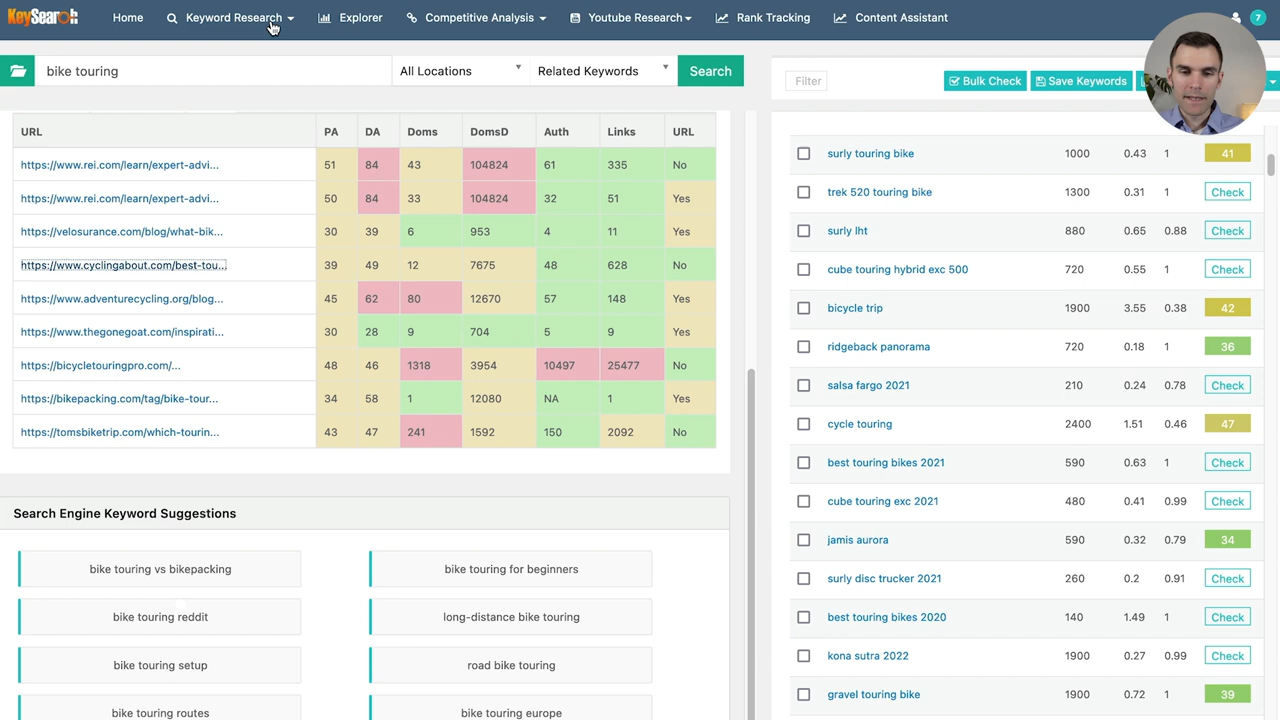 KeySearch Home Keyword Research Explorer Competitive Analysis Youtube Research Rank Tracking Content Assistant 7
bike touring All Locations Related Keywords Search
Filter Bulk Check Save Keywords
URL PA DA Doms DomsD Auth Links URL
https://www.rei.com/learn/expert-advi... 51 84 43 104824 61 335 No
https://www.rei.com/learn/expert-advi... 50 84 33 104824 32 51 Yes
https://velosurance.com/blog/what-bik... 30 39 6 953 4 11 Yes
https://www.cyclingabout.com/best-tou... 39 49 12 7675 48 628 No
https://www.adventurecycling.org/blog... 45 62 80 12670 57 148 Yes
https://www.thegonegoat.com/inspirati... 30 28 9 704 5 9 Yes
https://bicycletouringpro.com/... 48 46 1318 3954 10497 25477 No
https://bikepacking.com/tag/bike-tour... 34 58 1 12080 NA 1 Yes
https://tomsbiketrip.com/which-tourin... 43 47 241 1592 150 2092 No
Search Engine Keyword Suggestions
bike touring vs bikepacking bike touring for beginners
bike touring reddit long-distance bike touring
bike touring setup road bike touring
bike touring routes bike touring europe
surly touring bike 1000 0.43 1 41
trek 520 touring bike 1300 0.31 1 Check
surly lht 880 0.65 0.88 Check
cube touring hybrid exc 500 720 0.55 1 Check
bicycle trip 1900 3.55 0.38 42
ridgeback panorama 720 0.18 1 36
salsa fargo 2021 210 0.24 0.78 Check
cycle touring 2400 1.51 0.46 47
best touring bikes 2021 590 0.63 1 Check
cube touring exc 2021 480 0.41 0.99 Check
jamis aurora 590 0.32 0.79 34
surly disc trucker 2021 260 0.2 0.91 Check
best touring bikes 2020 140 1.49 1 Check
kona sutra 2022 1900 0.27 0.99 Check
gravel touring bike 1900 0.72 1 39